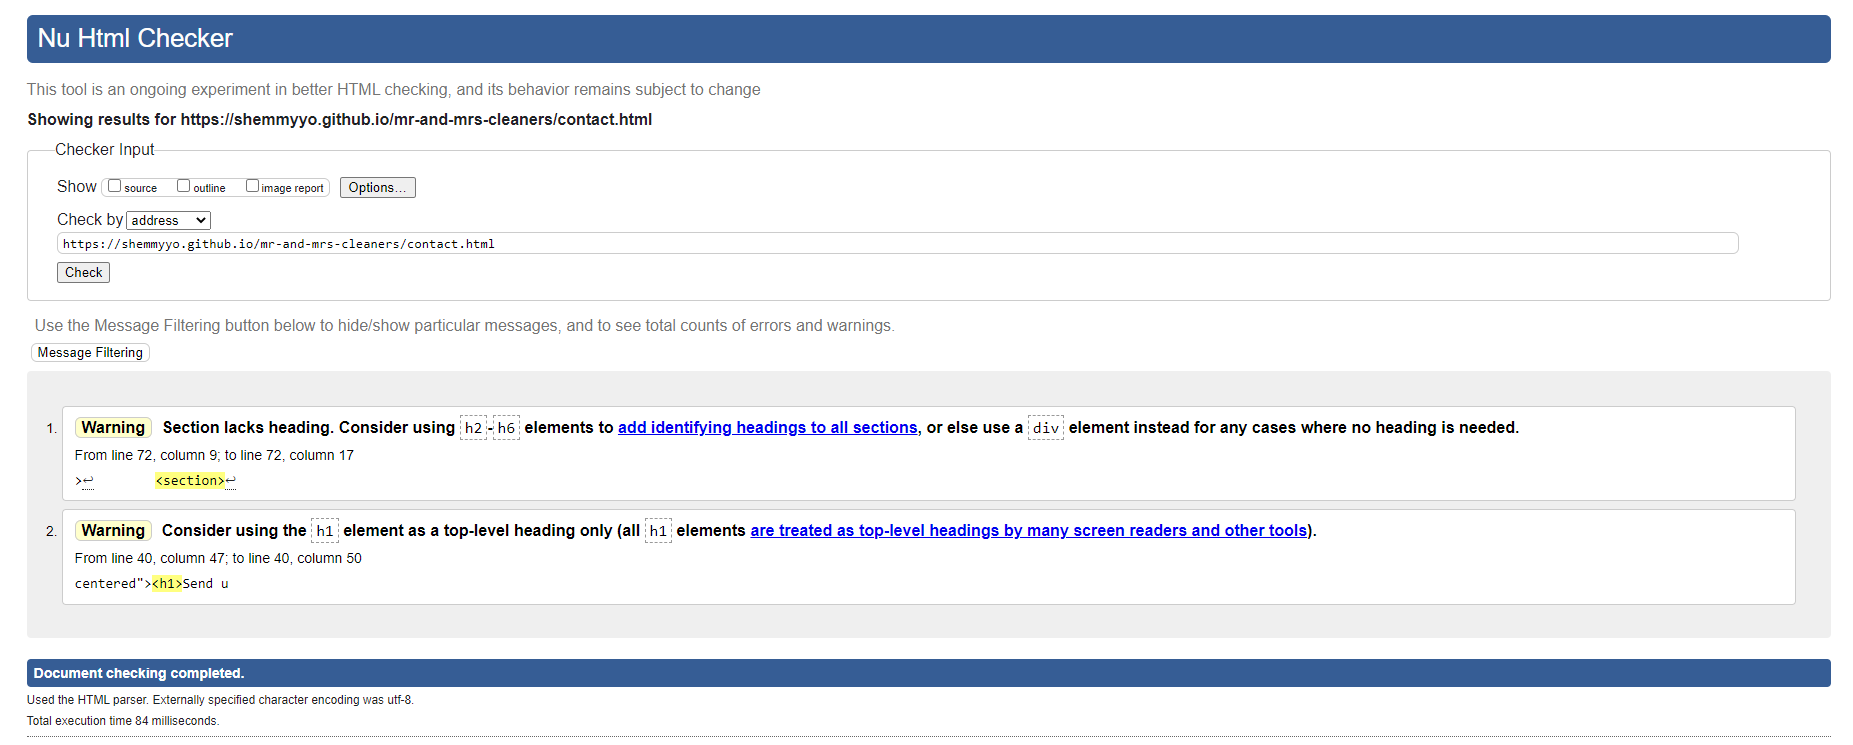 Nu Html Checker
This tool is an ongoing experiment in better HTML checking, and its behavior remains subject to change
Showing results for https://shemmyyo.github.io/mr-and-mrs-cleaners/contact.html
Checker Input
Show source outline image report Options...
Check by address
https://shemmyyo.github.io/mr-and-mrs-cleaners/contact.html
Check
Use the Message Filtering button below to hide/show particular messages, and to see total counts of errors and warnings.
Message Filtering
1. Warning Section lacks heading. Consider using h2-h6 elements to add identifying headings to all sections, or else use a div element instead for any cases where no heading is needed.
From line 72, column 9; to line 72, column 17
>↩ <section>↩
2. Warning Consider using the h1 element as a top-level heading only (all h1 elements are treated as top-level headings by many screen readers and other tools).
From line 40, column 47; to line 40, column 50
centered"><h1>Send u
Document checking completed.
Used the HTML parser. Externally specified character encoding was utf-8.
Total execution time 84 milliseconds.